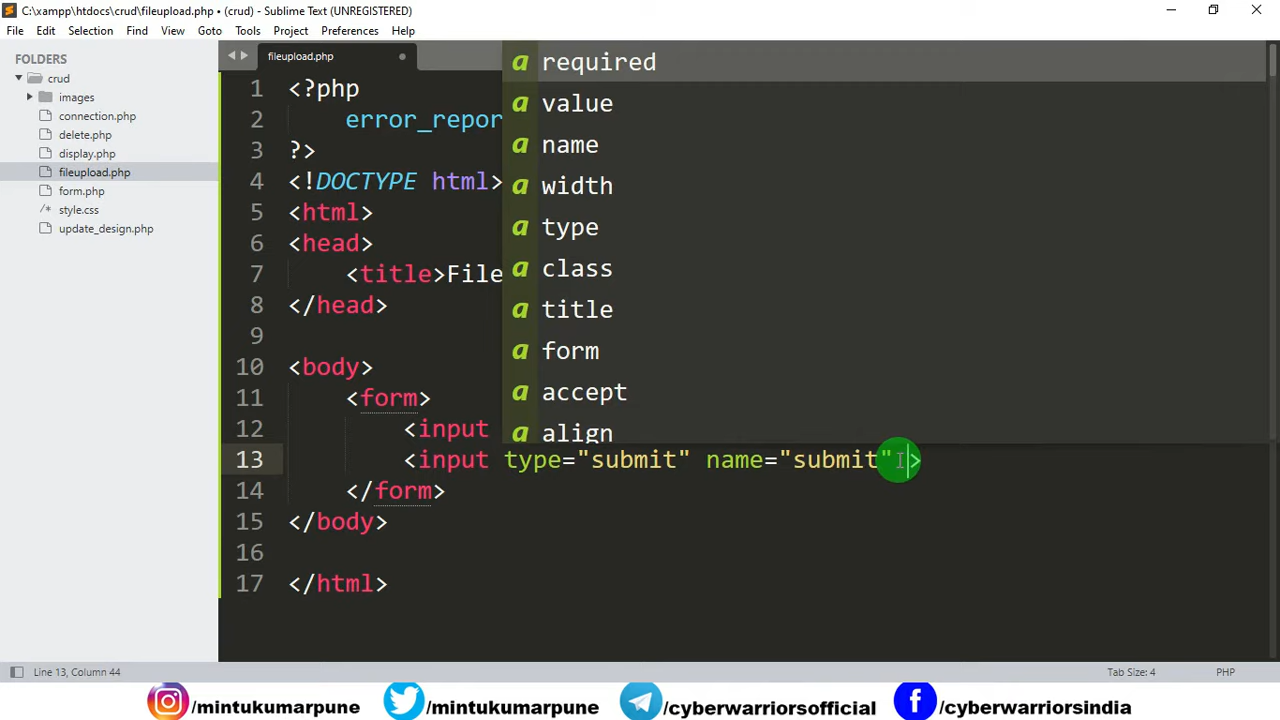 C:\xampp\htdocs\crud\fileupload.php • (crud) - Sublime Text (UNREGISTERED)
File Edit Selection Find View Goto Tools Project Preferences Help
FOLDERS
crud
images
connection.php
delete.php
display.php
fileupload.php
form.php
/* style.css
update_design.php
fileupload.php
1 <?php
2 error_repor
3 ?>
4 <!DOCTYPE html>
5 <html>
6 <head>
7 <title>File
8 </head>
9
10 <body>
11 <form>
12 <input
13 <input type="submit" name="submit" >
14 </form>
15 </body>
16
17 </html>
a required
a value
a name
a width
a type
a class
a title
a form
a accept
a align
Line 13, Column 44
Tab Size: 4 PHP
/mintukumarpune /mintukumarpune /cyberwarriorsofficial /cyberwarriorsindia